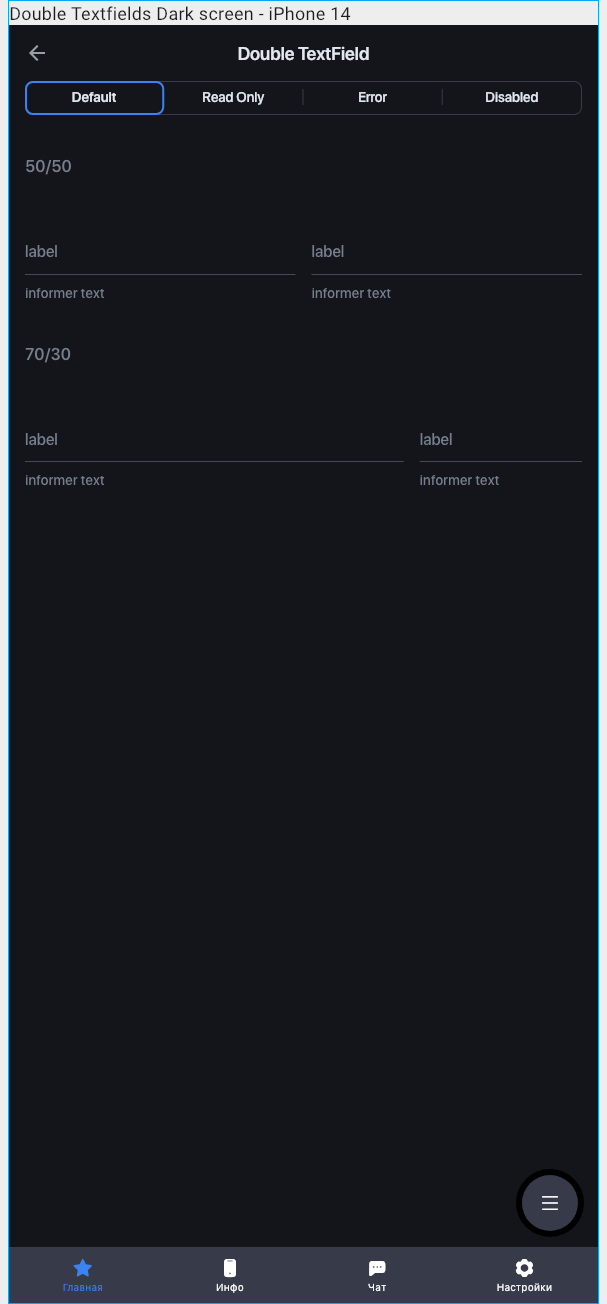 Double Textfields Dark screen - iPhone 14
Double TextField
Default Read Only Error Disabled
50/50
label label
informer text informer text
70/30
label label
informer text informer text
Главная Инфо Чат Настройки